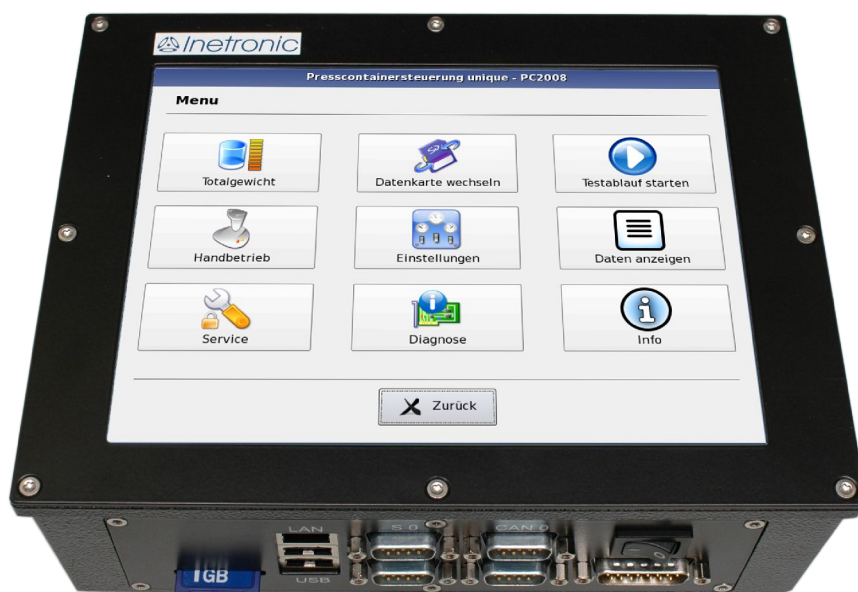 Inetronic
Presscontainersteuerung unique - PC2008
Menu
Totalgewicht
Datenkarte wechseln
Testablauf starten
Handbetrieb
Einstellungen
Daten anzeigen
Service
Diagnose
Info
Zurück
LAN
S 0
CAN 0
1GB
USB